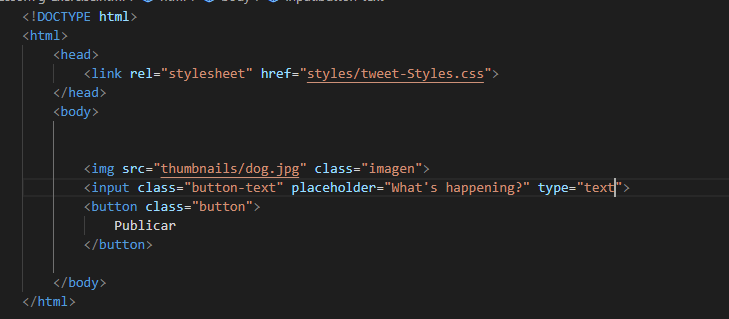 <!DOCTYPE html>
<html>
<head>
<link rel="stylesheet" href="styles/tweet-Styles.css">
</head>
<body>
<img src="thumbnails/dog.jpg" class="imagen">
<input class="button-text" placeholder="What's happening?" type="text">
<button class="button">
Publicar
</button>
</body>
</html>